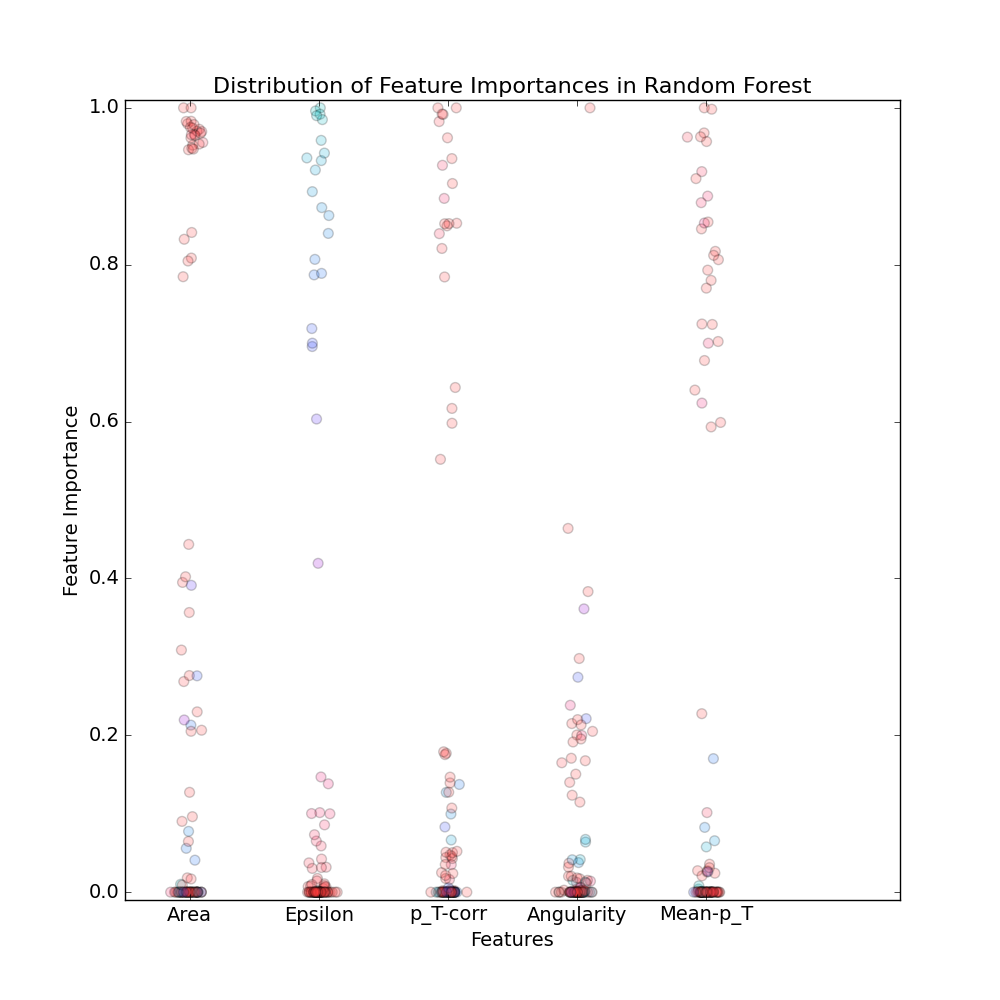 Distribution of Feature Importances in Random Forest
1.0
0.8
0.6
0.4
0.2
0.0
Feature Importance
Area Epsilon p_T-corr Angularity Mean-p_T
Features